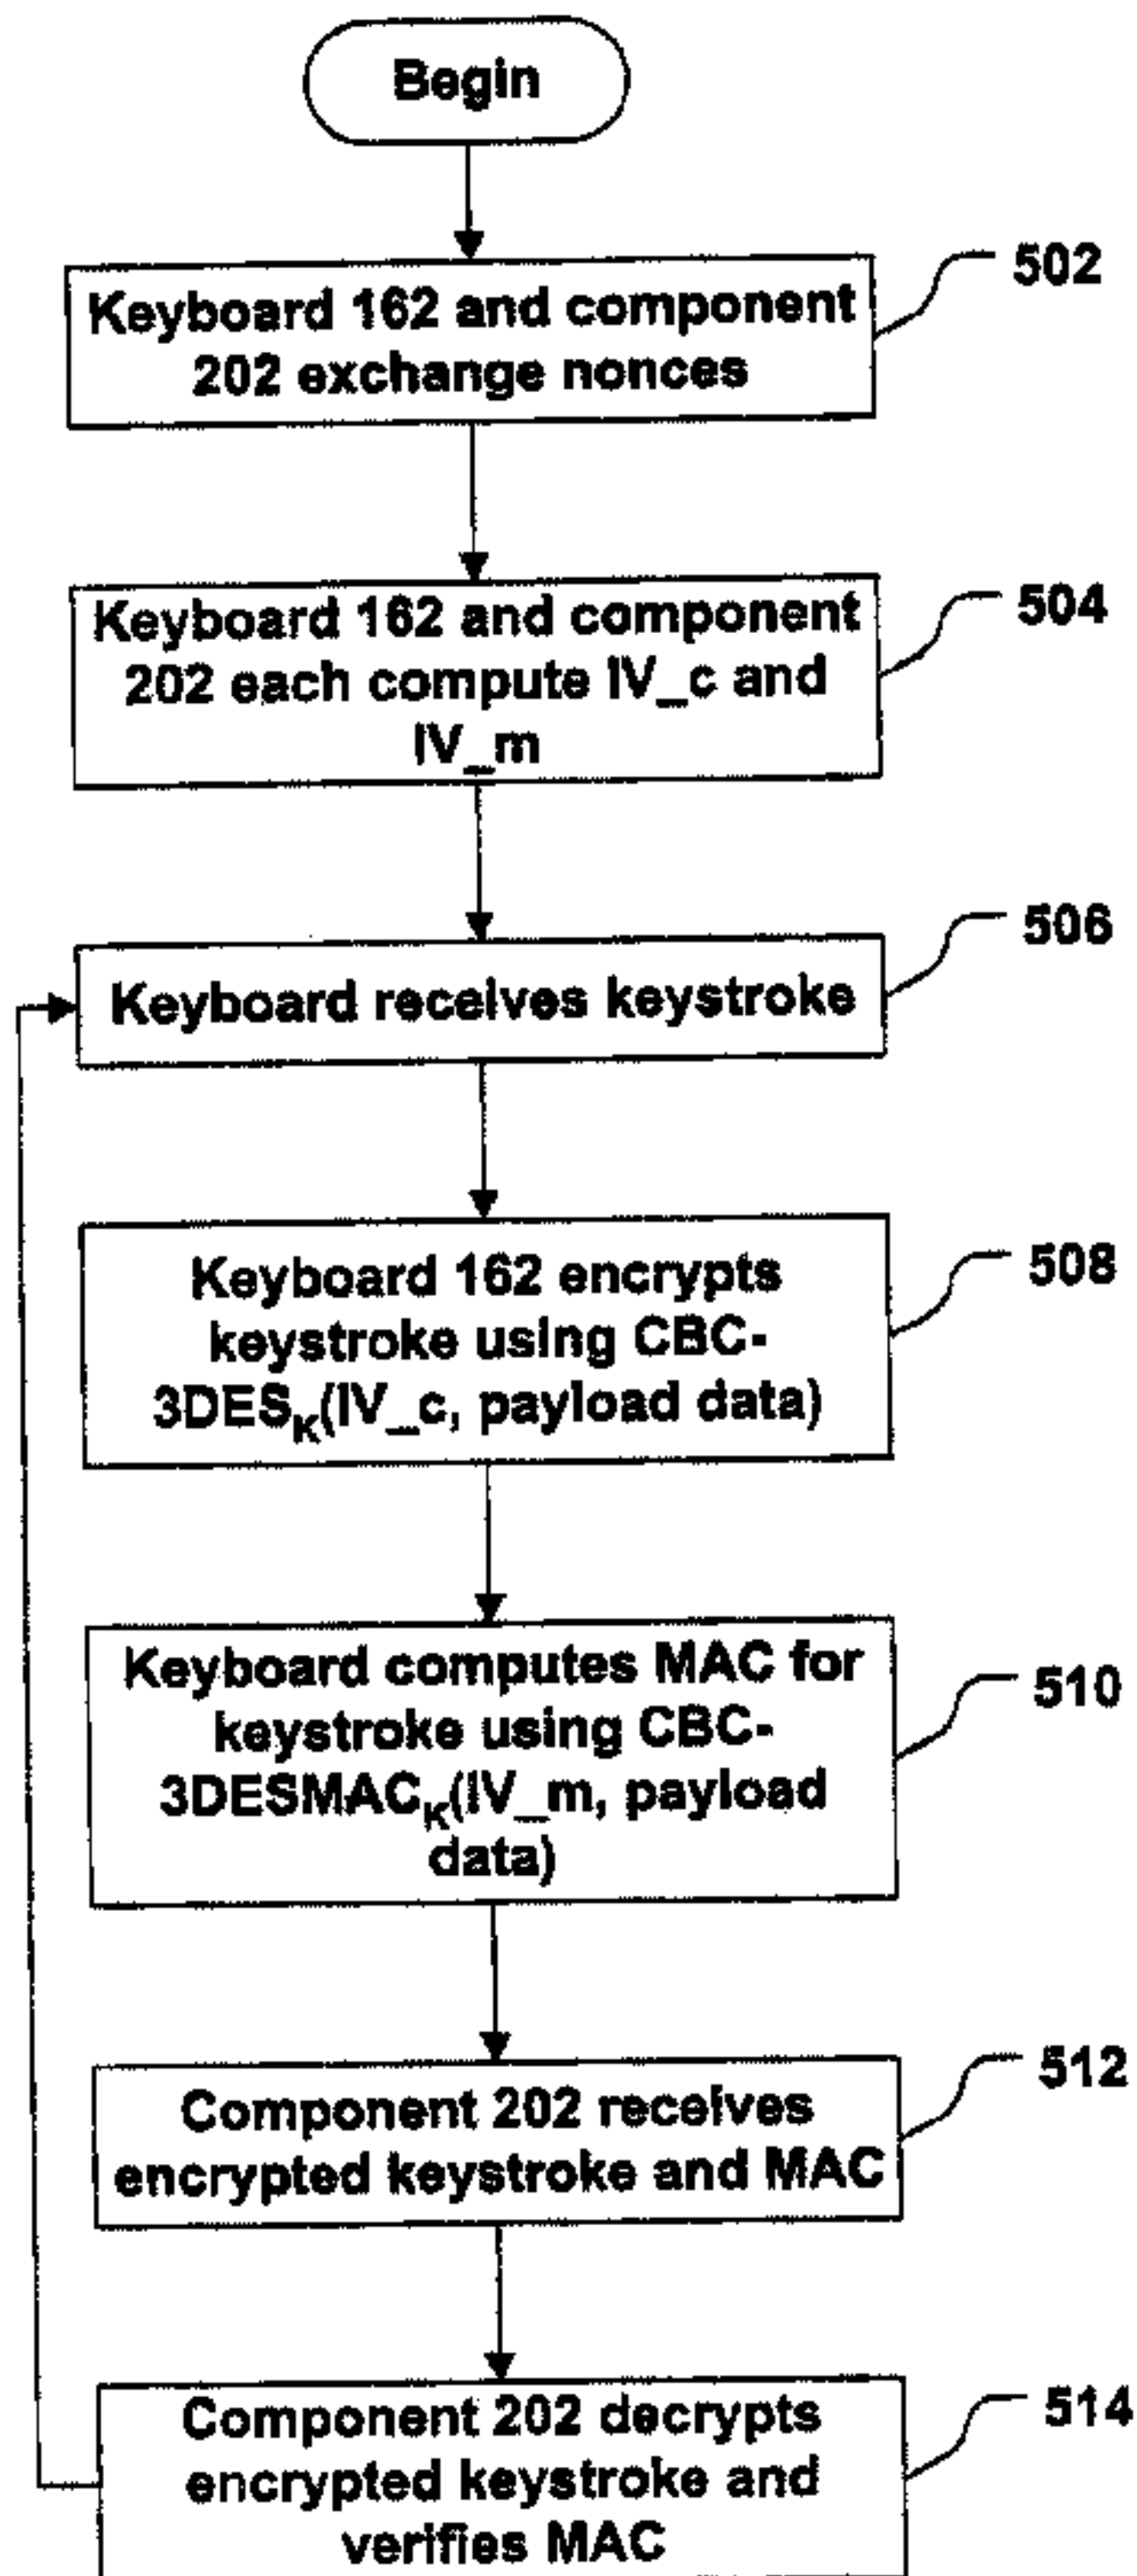 Begin
502
Keyboard 162 and component
202 exchange nonces
504
Keyboard 162 and component
202 each compute IV_c and
IV_m
506
Keyboard receives keystroke
508
Keyboard 162 encrypts
keystroke using CBC-
3DESK(IV_c, payload data)
510
Keyboard computes MAC for
keystroke using CBC-
3DESMACK(IV_m, payload
data)
512
Component 202 receives
encrypted keystroke and MAC
514
Component 202 decrypts
encrypted keystroke and
verifies MAC